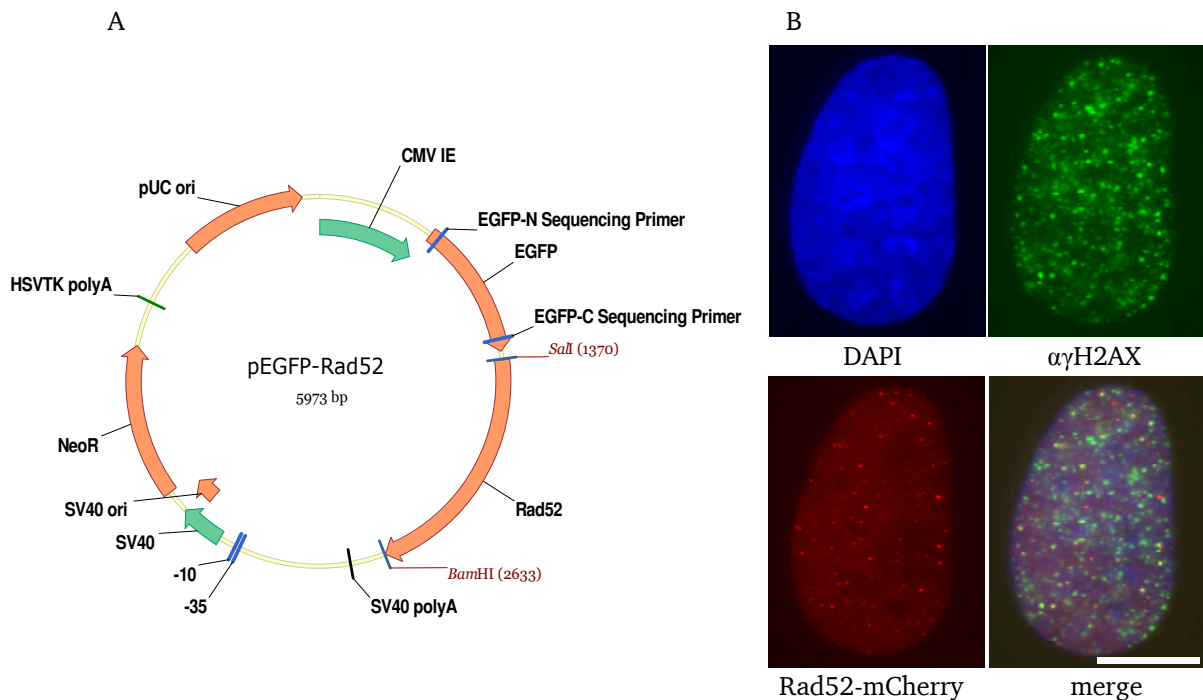 A
CMV IE
pUC ori
EGFP-N Sequencing Primer
EGFP
HSVTK polyA
EGFP-C Sequencing Primer
SalI (1370)
pEGFP-Rad52
5973 bp
NeoR
SV40 ori
Rad52
SV40
BamHI (2633)
-10
-35
SV40 polyA
B
DAPI
αγH2AX
Rad52-mCherry
merge